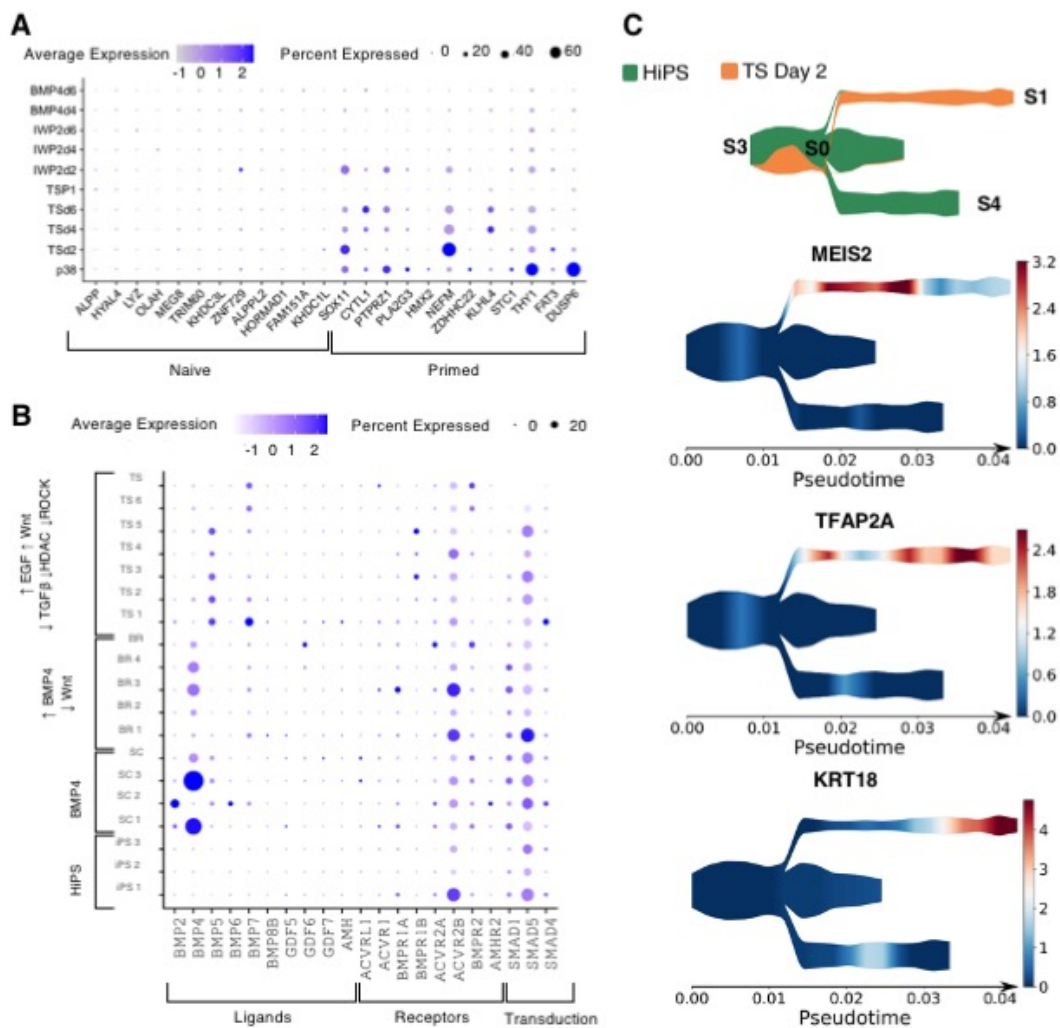 A
Average Expression
-1 0 1 2
Percent Expressed
0 20 40 60
BMP4d6
BMP4d4
IWP2d6
IWP2d4
IWP2d2
TSP1
TSd6
TSd4
TSd2
p38
ALPP
HYAL4
LYZ
OLAH
MEG8
TRIM60
KHDC3L
ZNF729
ALPPL2
HORMAD1
FAM151A
KHDC1L
SOX11
CYTL1
PTPRZ1
PLA2G3
HMX2
NEFM
ZDHHC22
KLHL4
STC1
THY1
FAT3
DUSP6
Naive
Primed
B
Average Expression
-1 0 1 2
Percent Expressed
0 20
↑ EGF ↑ Wnt
↓ TGFβ ↓HDAC ↓ROCK
↑ BMP4
↓ Wnt
BMP4
HiPS
TS
TS 6
TS 5
TS 4
TS 3
TS 2
TS 1
BR
BR 4
BR 3
BR 2
BR 1
SC
SC 3
SC 2
SC 1
iPS 3
iPS 2
iPS 1
BMP2
BMP4
BMP5
BMP6
BMP7
BMP8B
GDF5
GDF6
GDF7
AMH
ACVRL1
ACVR1
BMPR1A
BMPR1B
ACVR2A
ACVR2B
BMPR2
AMHR2
SMAD1
SMAD5
SMAD4
Ligands
Receptors
Transduction
C
HiPS
TS Day 2
S1
S3
S0
S4
MEIS2
3.2
2.4
1.6
0.8
0.0
0.00 0.01 0.02 0.03 0.04
Pseudotime
TFAP2A
2.4
1.8
1.2
0.6
0.0
0.00 0.01 0.02 0.03 0.04
Pseudotime
KRT18
4
3
2
1
0
0.00 0.01 0.02 0.03 0.04
Pseudotime